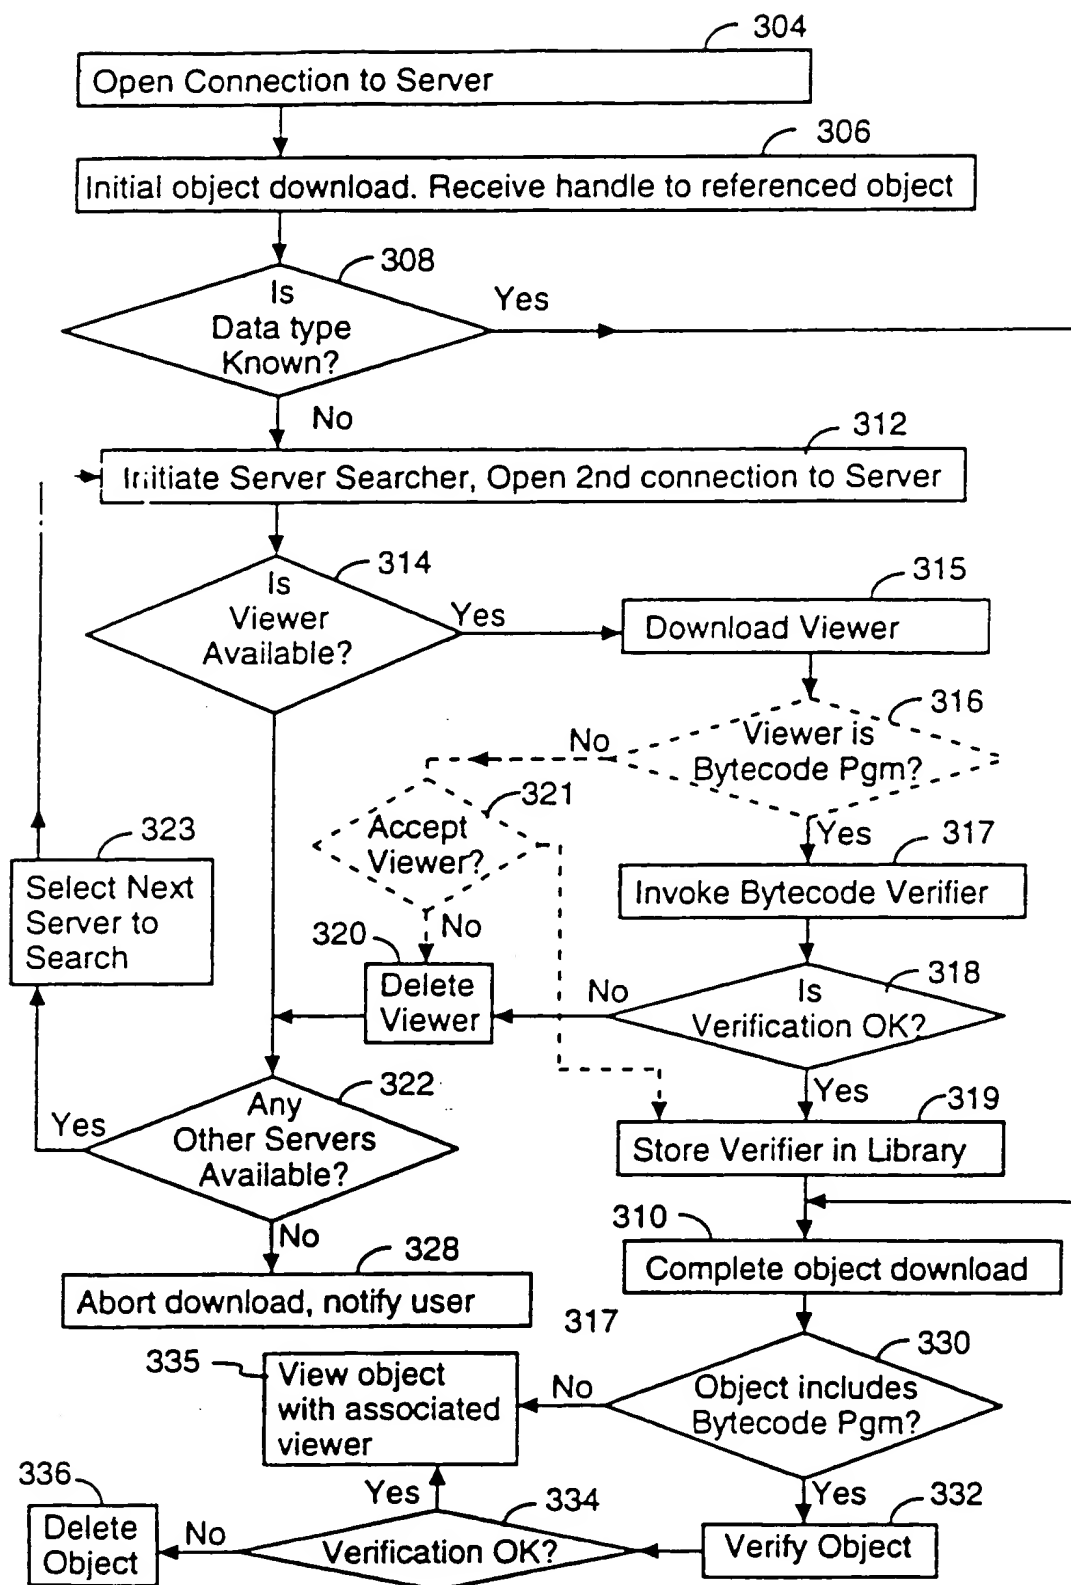 304
Open Connection to Server
306
Initial object download. Receive handle to referenced object
308
Is
Data type
Known?
Yes
No
312
Initiate Server Searcher, Open 2nd connection to Server
314
Is
Viewer
Available?
Yes
315
Download Viewer
316
Viewer is
Bytecode Pgm?
No
Yes
321
Accept
Viewer?
No
317
Invoke Bytecode Verifier
323
Select Next
Server to
Search
320
Delete
Viewer
318
Is
Verification OK?
No
Yes
322
Any
Other Servers
Available?
Yes
No
319
Store Verifier in Library
310
Complete object download
328
Abort download, notify user
317
330
Object includes
Bytecode Pgm?
No
Yes
335
View object
with associated
viewer
332
Verify Object
334
Verification OK?
Yes
No
336
Delete
Object